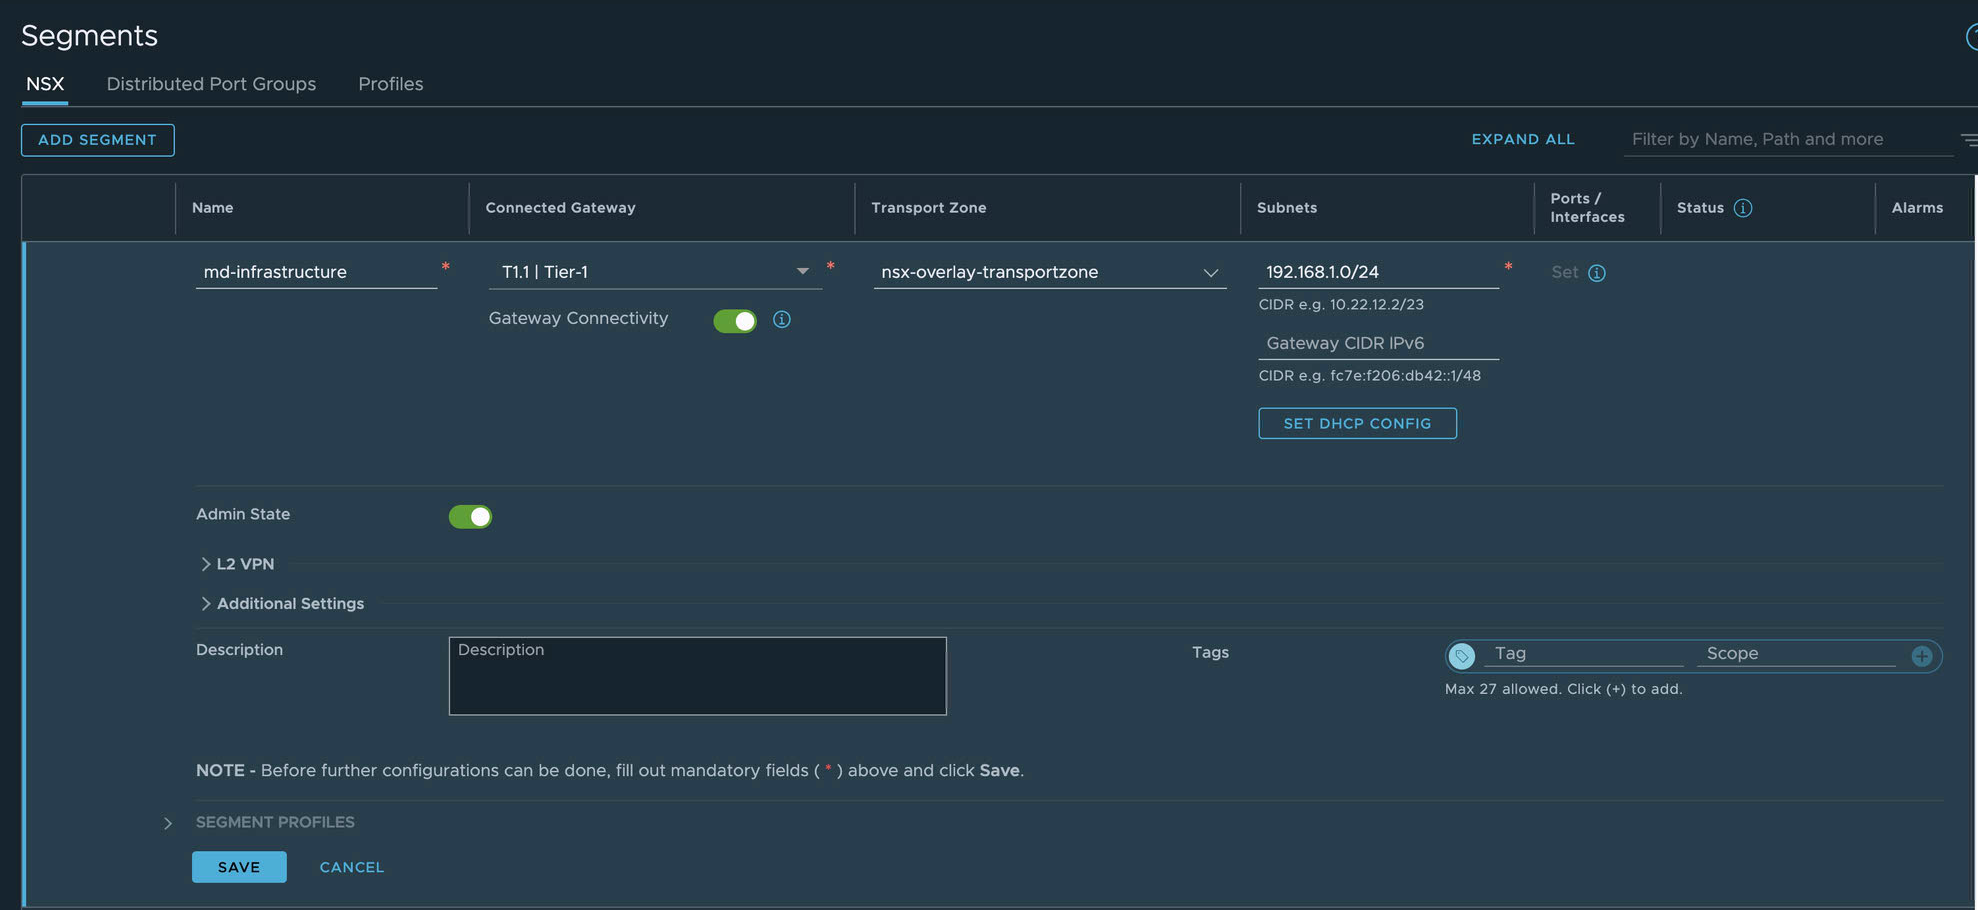 Segments
NSX
Distributed Port Groups
Profiles
ADD SEGMENT
EXPAND ALL
Filter by Name, Path and more
Name
Connected Gateway
Transport Zone
Subnets
Ports /
Interfaces
Status
Alarms
md-infrastructure *
T1.1 | Tier-1 *
nsx-overlay-transportzone
192.168.1.0/24 *
Set
CIDR e.g. 10.22.12.2/23
Gateway Connectivity
Gateway CIDR IPv6
CIDR e.g. fc7e:f206:db42::1/48
SET DHCP CONFIG
Admin State
L2 VPN
Additional Settings
Description
Description
Tags
Tag
Scope
Max 27 allowed. Click (+) to add.
NOTE - Before further configurations can be done, fill out mandatory fields ( * ) above and click Save.
SEGMENT PROFILES
SAVE
CANCEL